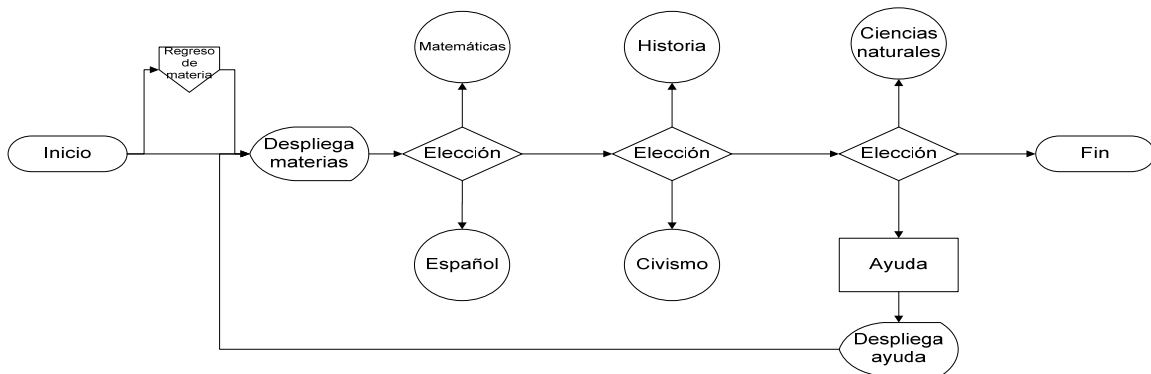 Regreso
de
materia
Matemáticas
Historia
Ciencias
naturales
Inicio
Despliega
materias
Elección
Elección
Elección
Fin
Español
Civismo
Ayuda
Despliega
ayuda